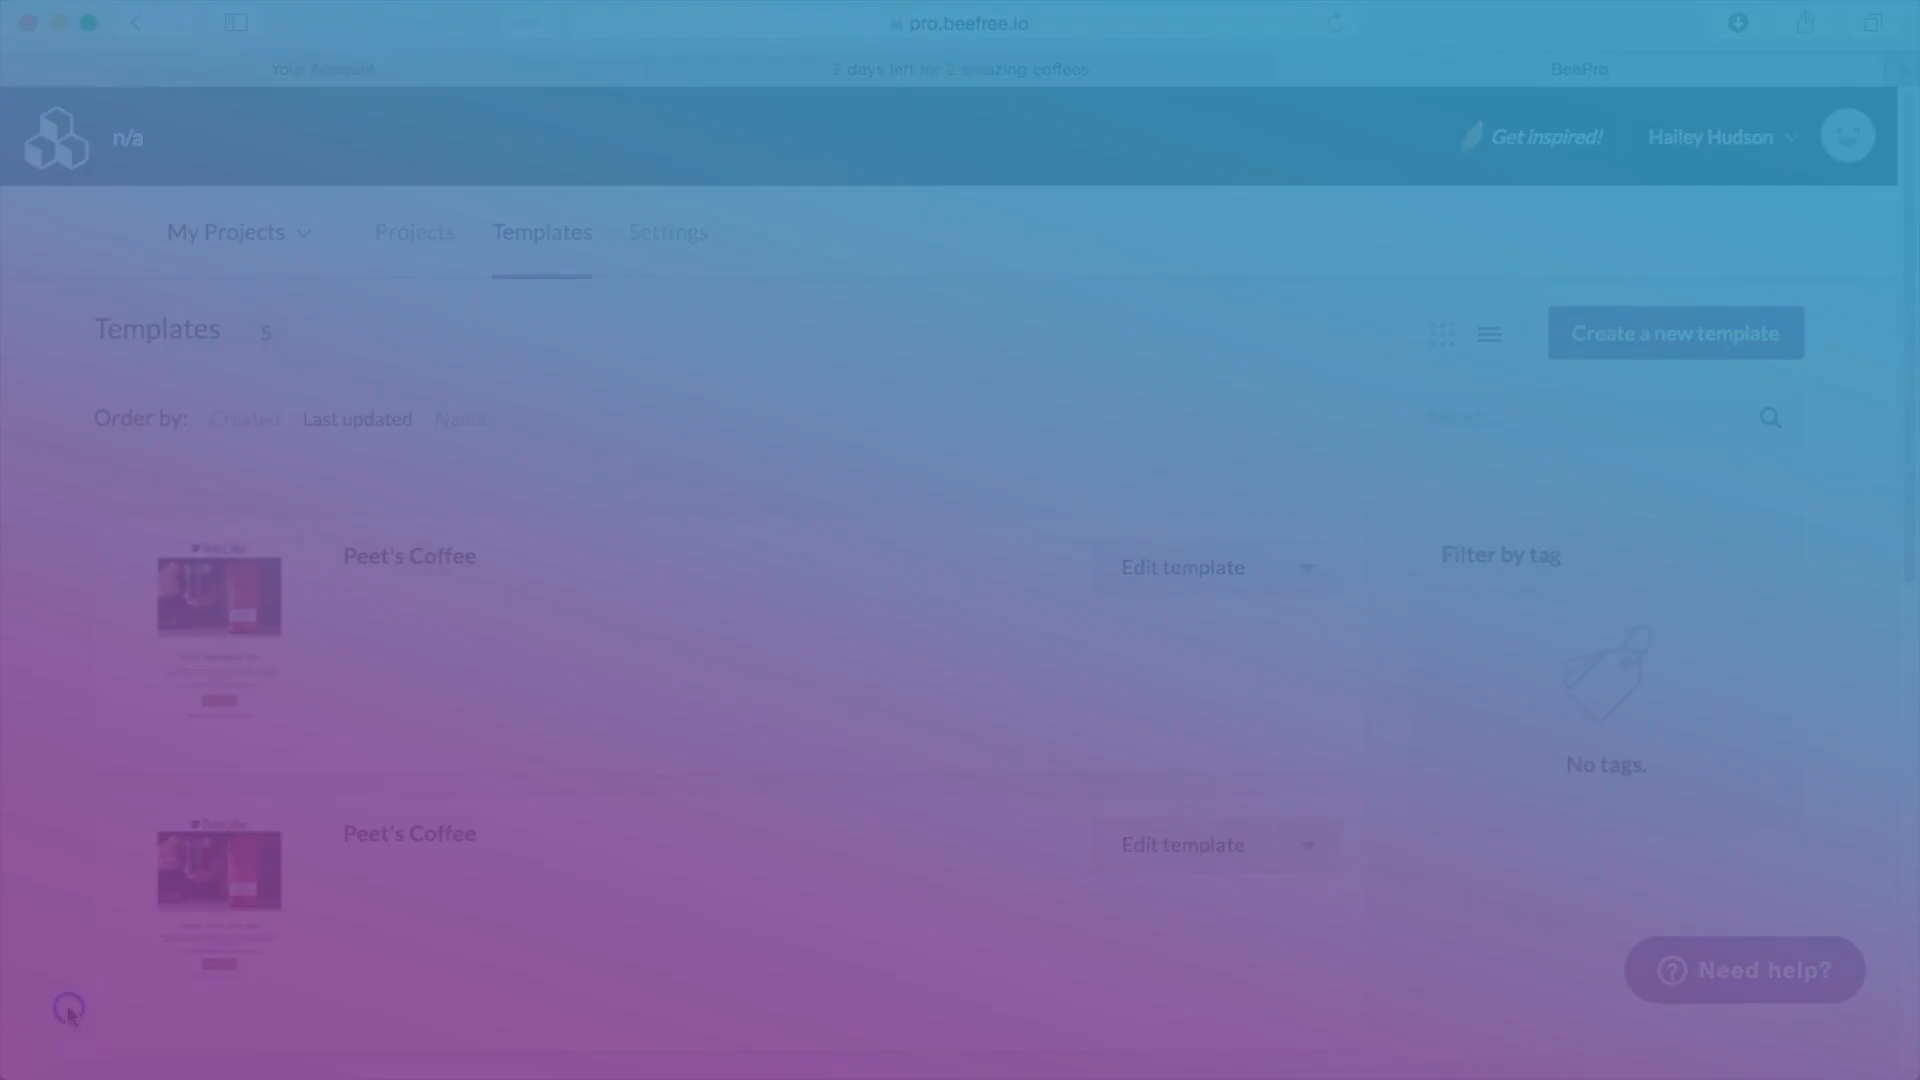 pro.beefree.io
Your Account
2 days left for 2 amazing coffees
BeePro
n/a
Get inspired!
Hailey Hudson
My Projects
Projects
Templates
Settings
Templates 5
Create a new template
Order by: Created Last updated Name
Search
Peet's Coffee
Edit template
Filter by tag
No tags.
Peet's Coffee
Edit template
Need help?